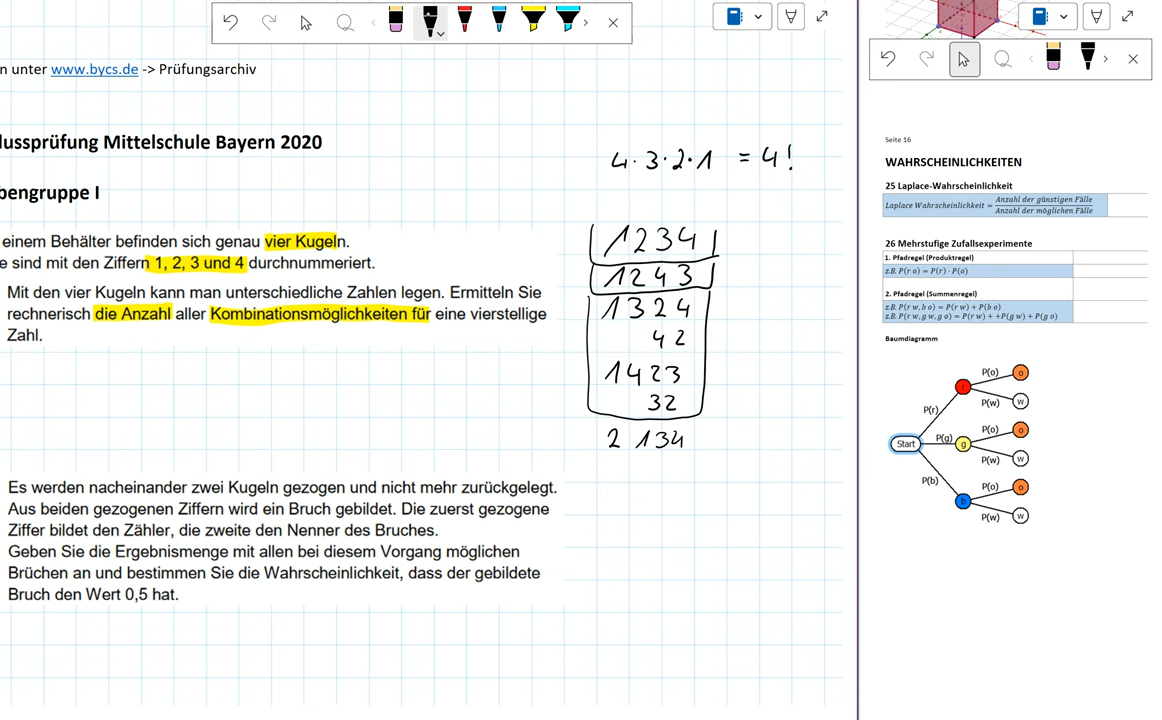 n unter www.bycs.de -> Prüfungsarchiv
lussprüfung Mittelschule Bayern 2020
bengruppe I
einem Behälter befinden sich genau vier Kugeln.
e sind mit den Ziffern 1, 2, 3 und 4 durchnummeriert.
Mit den vier Kugeln kann man unterschiedliche Zahlen legen. Ermitteln Sie
rechnerisch die Anzahl aller Kombinationsmöglichkeiten für eine vierstellige
Zahl.
Es werden nacheinander zwei Kugeln gezogen und nicht mehr zurückgelegt.
Aus beiden gezogenen Ziffern wird ein Bruch gebildet. Die zuerst gezogene
Ziffer bildet den Zähler, die zweite den Nenner des Bruches.
Geben Sie die Ergebnismenge mit allen bei diesem Vorgang möglichen
Brüchen an und bestimmen Sie die Wahrscheinlichkeit, dass der gebildete
Bruch den Wert 0,5 hat.
4·3·2·1 = 4!
1234
1243
1324
42
1423
32
2 134
Seite 16
WAHRSCHEINLICHKEITEN
25 Laplace-Wahrscheinlichkeit
Laplace Wahrscheinlichkeit = Anzahl der günstigen Fälle
Anzahl der möglichen Fälle
26 Mehrstufige Zufallsexperimente
1. Pfadregel (Produktregel)
z.B. P(r o) = P(r) · P(o)
2. Pfadregel (Summenregel)
z.B. P(r w, b o) = P(r w) + P(b o)
z.B. P(r w, g w, g o) = P(r w) + +P(g w) + P(g o)
Baumdiagramm
P(o) o
r
P(w) w
P(r)
P(o) o
Start P(g) g
P(w) w
P(b)
P(o) o
b
P(w) w